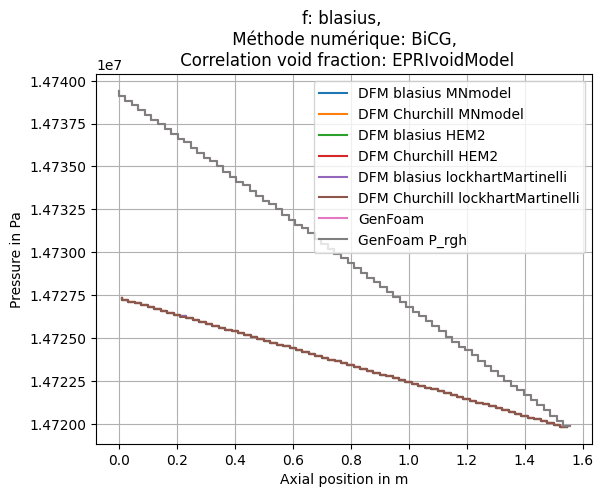 f: blasius,
Méthode numérique: BiCG,
Correlation void fraction: EPRIvoidModel
1e7
1.47400
1.47375
1.47350
1.47325
1.47300
1.47275
1.47250
1.47225
1.47200
Pressure in Pa
DFM blasius MNmodel
DFM Churchill MNmodel
DFM blasius HEM2
DFM Churchill HEM2
DFM blasius lockhartMartinelli
DFM Churchill lockhartMartinelli
GenFoam
GenFoam P_rgh
0.0 0.2 0.4 0.6 0.8 1.0 1.2 1.4 1.6
Axial position in m